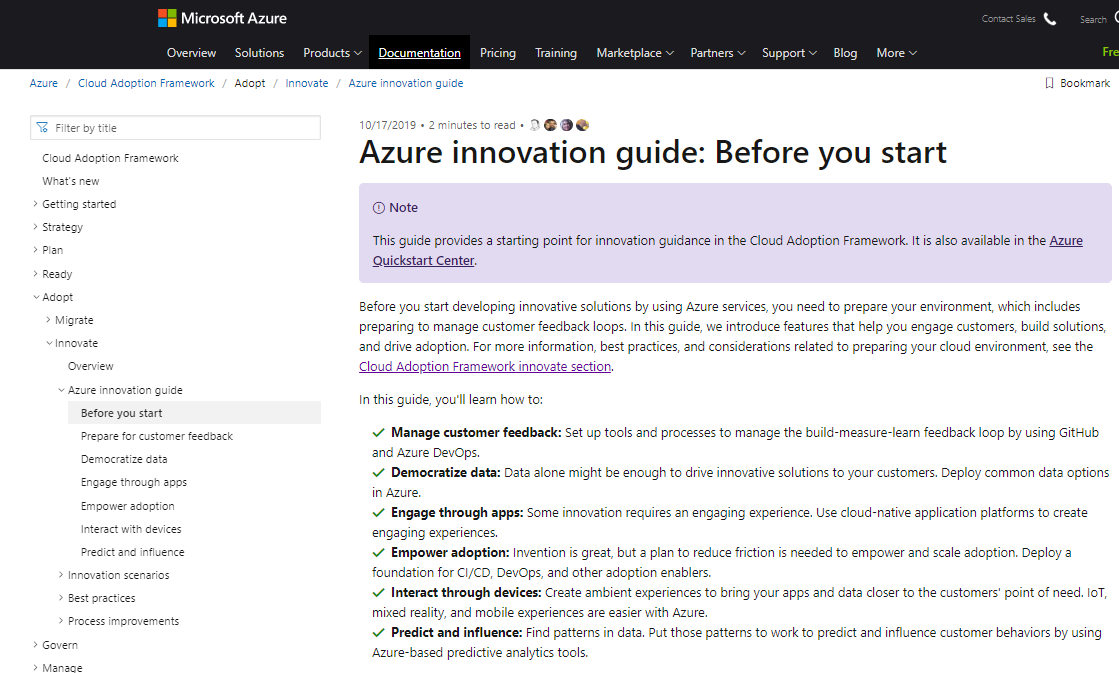 Microsoft Azure
Contact Sales
Search
Overview Solutions Products Documentation Pricing Training Marketplace Partners Support Blog More
Azure / Cloud Adoption Framework / Adopt / Innovate / Azure innovation guide
Bookmark
Filter by title
Cloud Adoption Framework
What's new
Getting started
Strategy
Plan
Ready
Adopt
Migrate
Innovate
Overview
Azure innovation guide
Before you start
Prepare for customer feedback
Democratize data
Engage through apps
Empower adoption
Interact with devices
Predict and influence
Innovation scenarios
Best practices
Process improvements
Govern
Manage
10/17/2019 • 2 minutes to read •
Azure innovation guide: Before you start
Note
This guide provides a starting point for innovation guidance in the Cloud Adoption Framework. It is also available in the Azure
Quickstart Center.
Before you start developing innovative solutions by using Azure services, you need to prepare your environment, which includes
preparing to manage customer feedback loops. In this guide, we introduce features that help you engage customers, build solutions,
and drive adoption. For more information, best practices, and considerations related to preparing your cloud environment, see the
Cloud Adoption Framework innovate section.
In this guide, you'll learn how to:
✓ Manage customer feedback: Set up tools and processes to manage the build-measure-learn feedback loop by using GitHub
and Azure DevOps.
✓ Democratize data: Data alone might be enough to drive innovative solutions to your customers. Deploy common data options
in Azure.
✓ Engage through apps: Some innovation requires an engaging experience. Use cloud-native application platforms to create
engaging experiences.
✓ Empower adoption: Invention is great, but a plan to reduce friction is needed to empower and scale adoption. Deploy a
foundation for CI/CD, DevOps, and other adoption enablers.
✓ Interact through devices: Create ambient experiences to bring your apps and data closer to the customers' point of need. IoT,
mixed reality, and mobile experiences are easier with Azure.
✓ Predict and influence: Find patterns in data. Put those patterns to work to predict and influence customer behaviors by using
Azure-based predictive analytics tools.